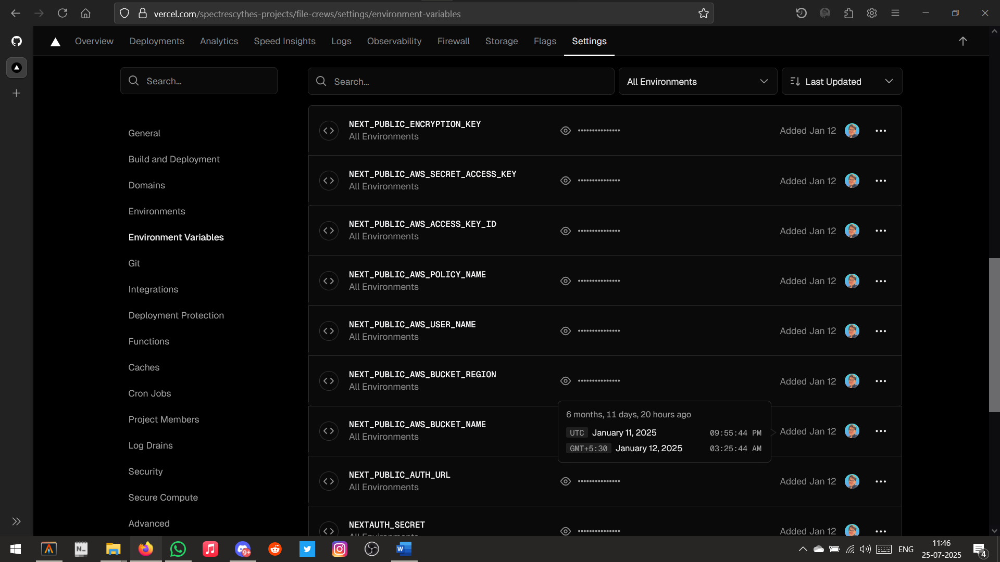 vercel.com/spectrescythes-projects/file-crews/settings/environment-variables
Overview Deployments Analytics Speed Insights Logs Observability Firewall Storage Flags Settings
Search...
General
Build and Deployment
Domains
Environments
Environment Variables
Git
Integrations
Deployment Protection
Functions
Caches
Cron Jobs
Project Members
Log Drains
Security
Secure Compute
Advanced
Search... All Environments Last Updated
NEXT_PUBLIC_ENCRYPTION_KEY
All Environments
••••••••••••••• Added Jan 12
NEXT_PUBLIC_AWS_SECRET_ACCESS_KEY
All Environments
••••••••••••••• Added Jan 12
NEXT_PUBLIC_AWS_ACCESS_KEY_ID
All Environments
••••••••••••••• Added Jan 12
NEXT_PUBLIC_AWS_POLICY_NAME
All Environments
••••••••••••••• Added Jan 12
NEXT_PUBLIC_AWS_USER_NAME
All Environments
••••••••••••••• Added Jan 12
NEXT_PUBLIC_AWS_BUCKET_REGION
All Environments
••••••••••••••• Added Jan 12
NEXT_PUBLIC_AWS_BUCKET_NAME
All Environments
6 months, 11 days, 20 hours ago
UTC January 11, 2025 09:55:44 PM
GMT+5:30 January 12, 2025 03:25:44 AM
Added Jan 12
NEXT_PUBLIC_AUTH_URL
All Environments
••••••••••••••• Added Jan 12
NEXTAUTH_SECRET
All Environments
••••••••••••••• Added Jan 12
N_
9+
W
ENG
11:46
25-07-2025
4